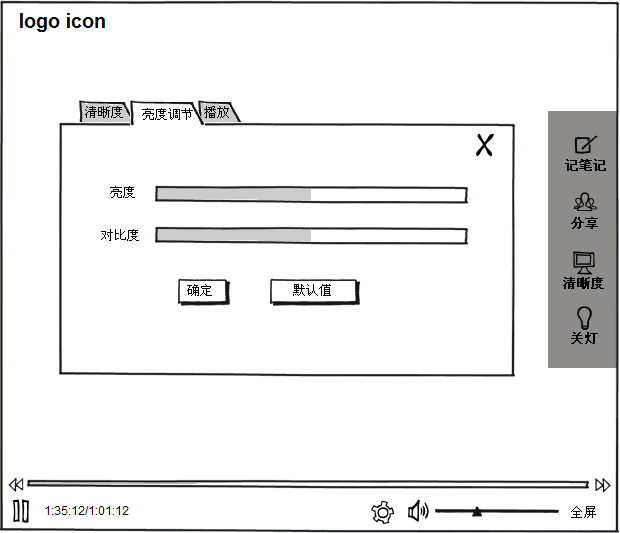 logo icon
清晰度
亮度调节
播放
X
亮度
对比度
确定
默认值
记笔记
分享
清晰度
关灯
1:35:12/1:01:12
全屏